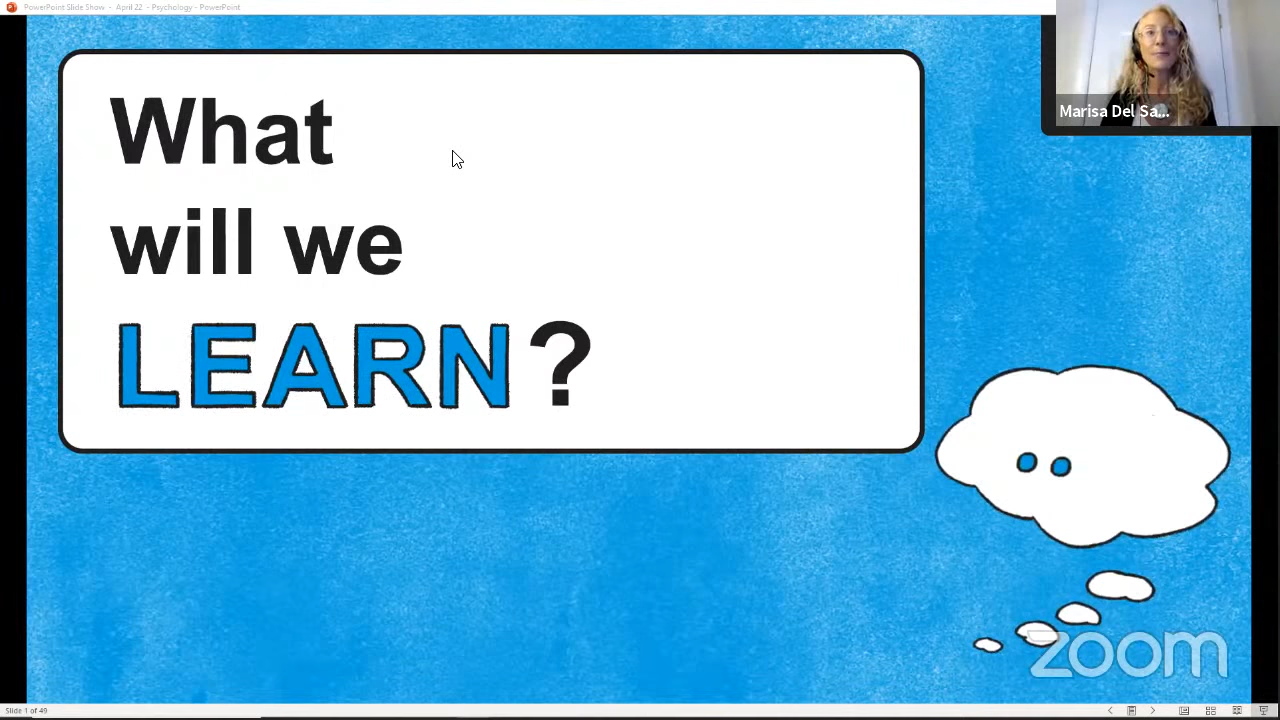 PowerPoint Slide Show - April 22 - Psychology - PowerPoint
Marisa Del Sa...
What
will we
LEARN?
zoom
Slide 1 of 49